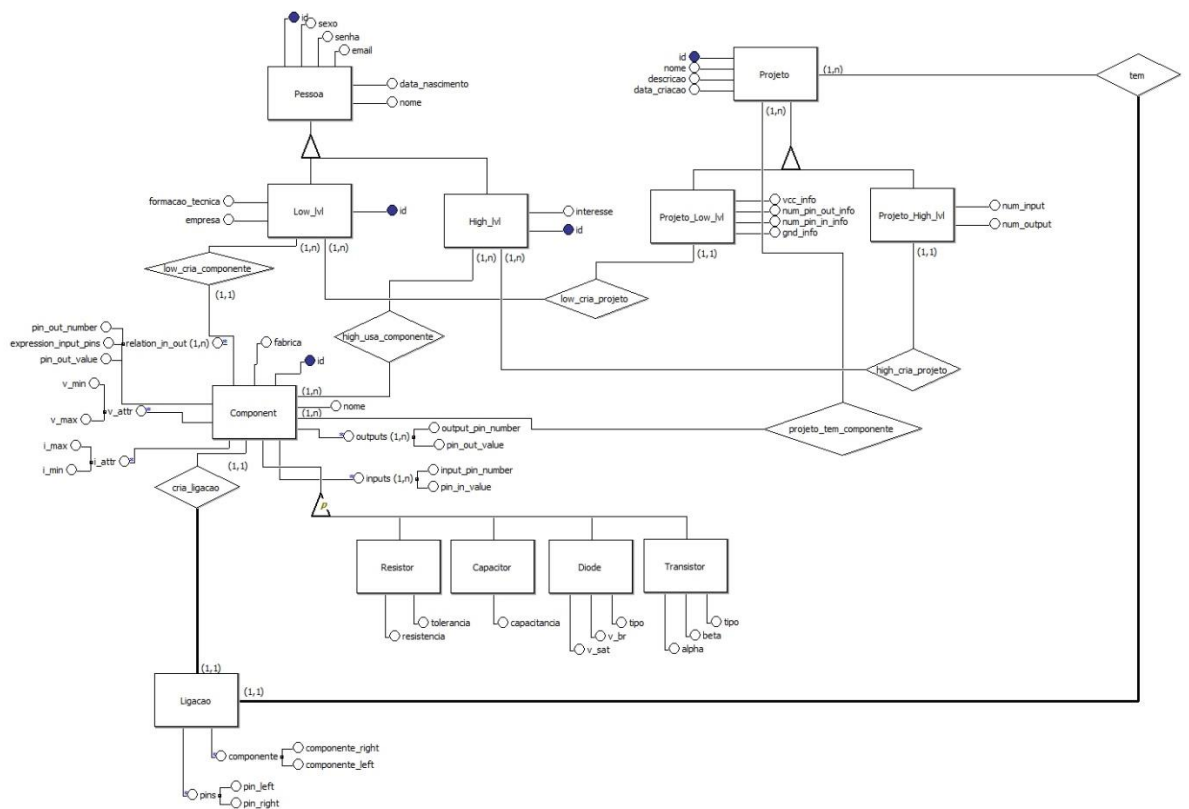 id
sexo
senha
email
Pessoa
data_nascimento
nome
id
nome
descricao
data_criacao
Projeto
(1,n)
(1,n)
tem
formacao_tecnica
empresa
Low_lvl
id
(1,n)
(1,n)
High_lvl
interesse
id
(1,n)
(1,n)
Projeto_Low_lvl
vcc_info
num_pin_out_info
num_pin_in_info
gnd_info
(1,1)
Projeto_High_lvl
num_input
num_output
(1,1)
low_cria_componente
(1,1)
low_cria_projeto
high_usa_componente
high_cria_projeto
projeto_tem_componente
pin_out_number
expression_input_pins
pin_out_value
relation_in_out (1,n)
fabrica
id
v_min
v_max
v_attr
Component
(1,n)
nome
(1,n)
i_max
i_min
i_attr
(1,1)
outputs (1,n)
output_pin_number
pin_out_value
inputs (1,n)
input_pin_number
pin_in_value
cria_ligacao
p
Resistor
Capacitor
Diode
Transistor
tolerancia
resistencia
capacitancia
tipo
v_br
v_sat
tipo
beta
alpha
(1,1)
Ligacao
(1,1)
componente
componente_right
componente_left
pins
pin_left
pin_right